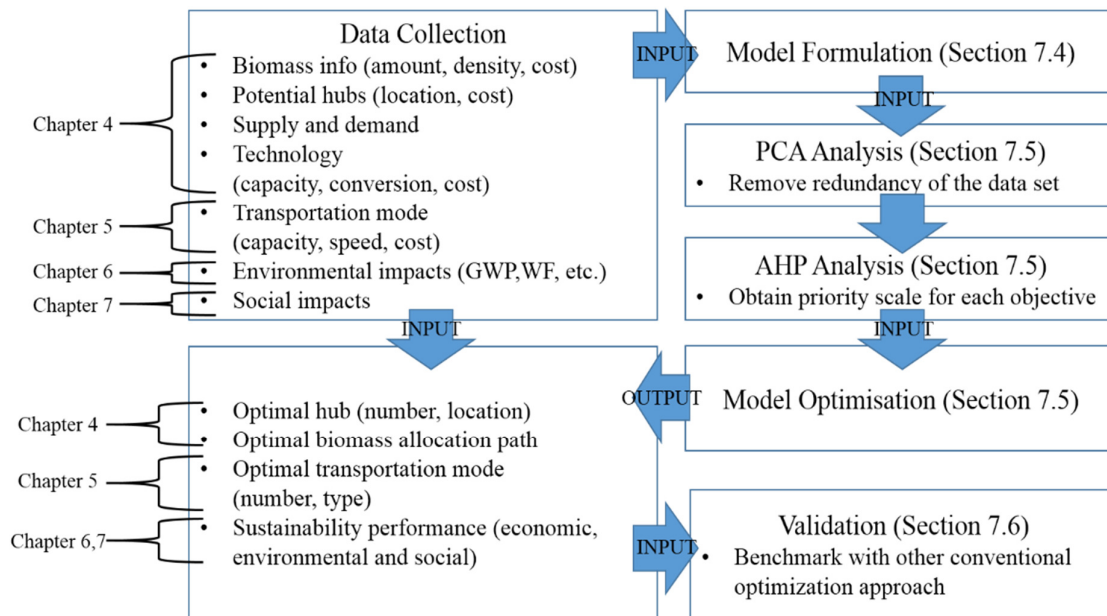 Data Collection
• Biomass info (amount, density, cost)
• Potential hubs (location, cost)
• Supply and demand
• Technology
(capacity, conversion, cost)
• Transportation mode
(capacity, speed, cost)
• Environmental impacts (GWP,WF, etc.)
• Social impacts
Chapter 4
Chapter 5
Chapter 6
Chapter 7
INPUT
Model Formulation (Section 7.4)
INPUT
PCA Analysis (Section 7.5)
• Remove redundancy of the data set
AHP Analysis (Section 7.5)
• Obtain priority scale for each objective
INPUT
INPUT
Model Optimisation (Section 7.5)
OUTPUT
• Optimal hub (number, location)
• Optimal biomass allocation path
• Optimal transportation mode
(number, type)
• Sustainability performance (economic,
environmental and social)
Chapter 4
Chapter 5
Chapter 6,7
INPUT
Validation (Section 7.6)
• Benchmark with other conventional
optimization approach